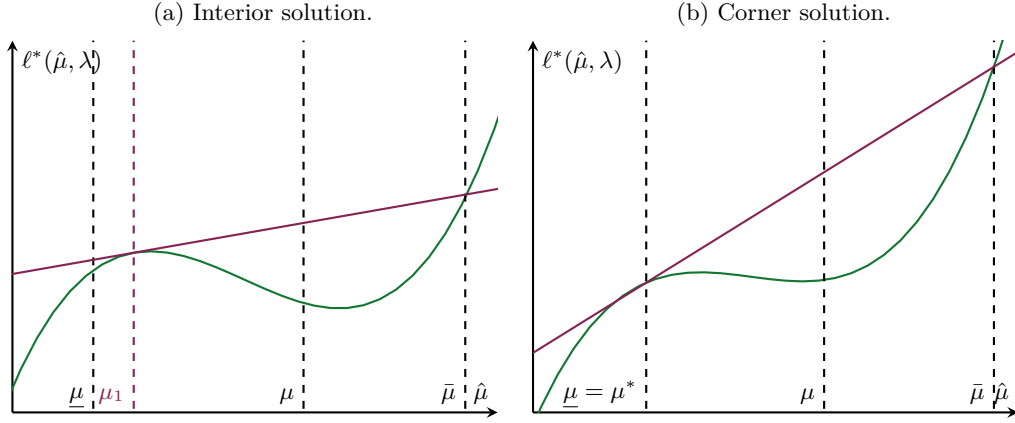 (a) Interior solution.
ℓ*(μ̂, λ)
μ̲ μ₁ μ μ̄ μ̂
(b) Corner solution.
ℓ*(μ̂, λ)
μ̲ = μ* μ μ̄ μ̂